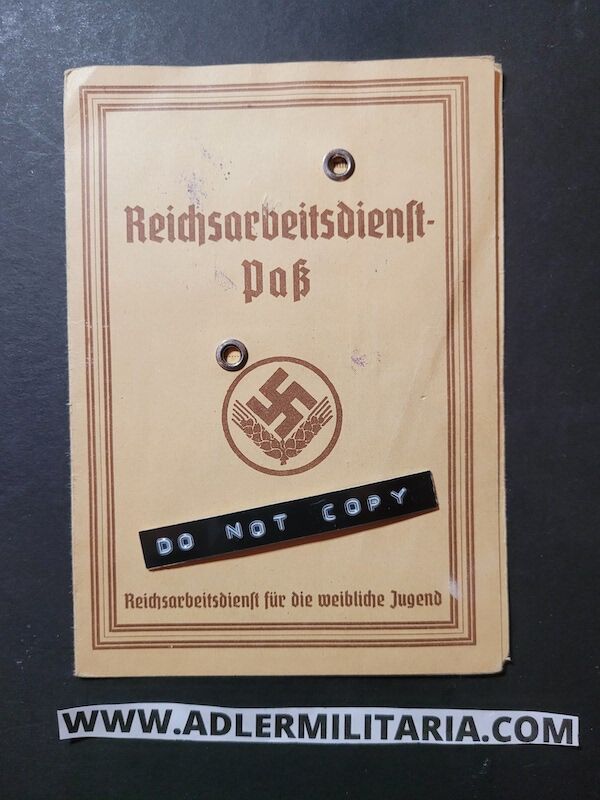 Reichsarbeitsdienst-
Paß
DO NOT COPY
Reichsarbeitsdienst für die weibliche Jugend
WWW.ADLERMILITARIA.COM